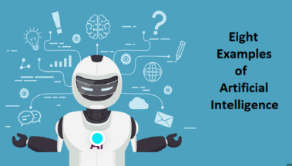 Eight
Examples
of
Artificial
Intelligence
AI